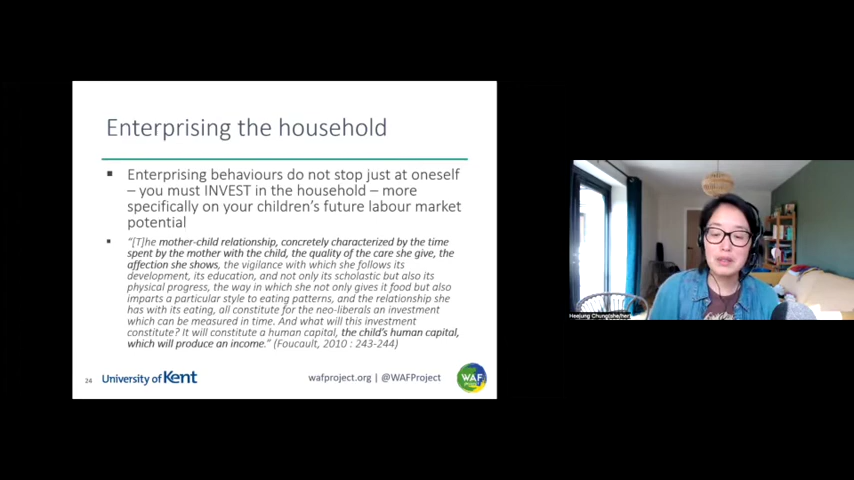 Enterprising the household
▪ Enterprising behaviours do not stop just at oneself
– you must INVEST in the household – more
specifically on your children's future labour market
potential
▪ "[T]he mother-child relationship, concretely characterized by the time
spent by the mother with the child, the quality of the care she give, the
affection she shows, the vigilance with which she follows its
development, its education, and not only its scholastic but also its
physical progress, the way in which she not only gives it food but also
imparts a particular style to eating patterns, and the relationship she
has with its eating, all constitute for the neo-liberals an investment
which can be measured in time. And what will this investment
constitute? It will constitute a human capital, the child's human capital,
which will produce an income." (Foucault, 2010 : 243-244)
24
University of Kent
wafproject.org | @WAFProject
WAF
Heejung Chung(she/her)